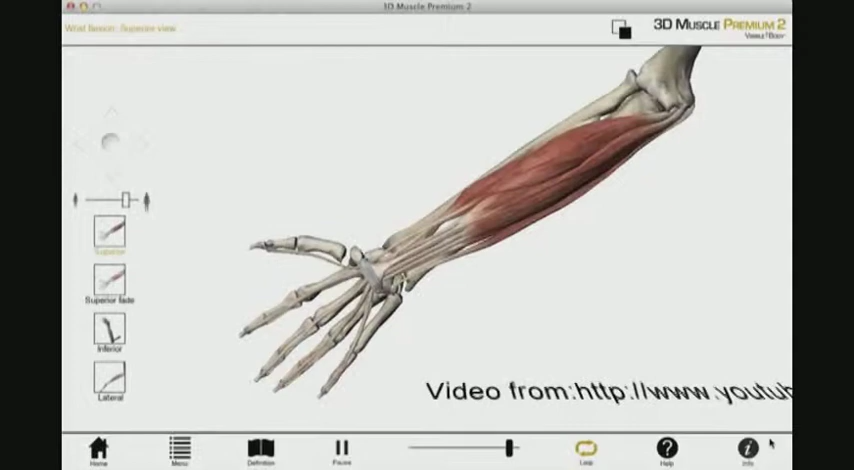 3D Muscle Premium 2
Wrist flexion: Superior view
3D MUSCLE PREMIUM 2
VISIBLE BODY
Superior
Superior fade
Inferior
Lateral
Video from:http://www.youtub
Home
Menu
Definition
Pause
Loop
Help
Info